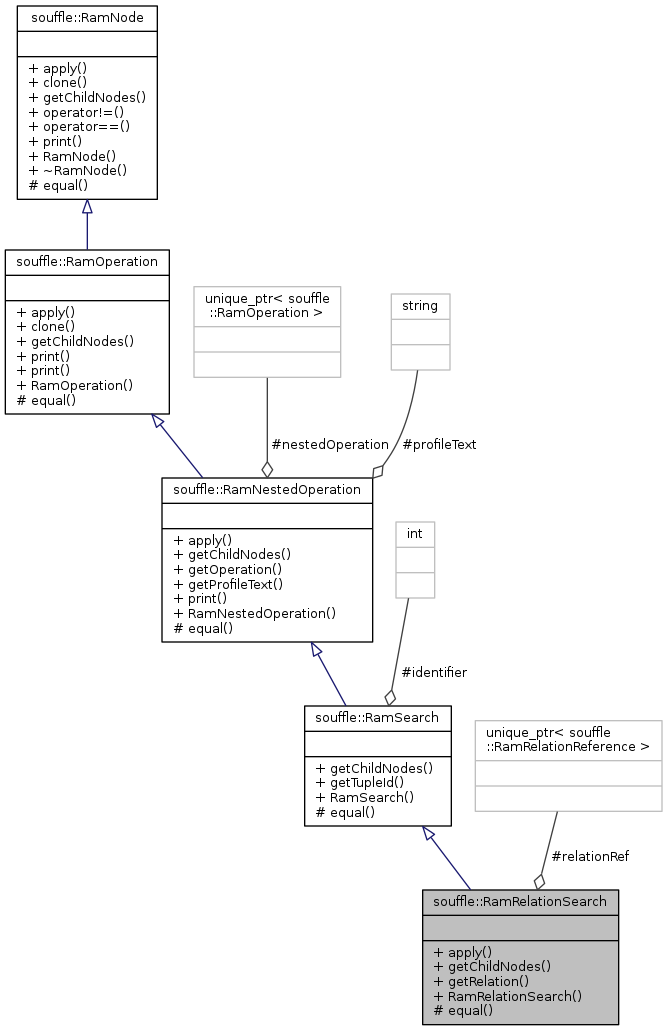 souffle::RamNode
+ apply()
+ clone()
+ getChildNodes()
+ operator!=()
+ operator==()
+ print()
+ RamNode()
+ ~RamNode()
# equal()
souffle::RamOperation
+ apply()
+ clone()
+ getChildNodes()
+ print()
+ print()
+ RamOperation()
# equal()
unique_ptr< souffle
::RamOperation >
string
#nestedOperation
#profileText
souffle::RamNestedOperation
+ apply()
+ getChildNodes()
+ getOperation()
+ getProfileText()
+ print()
+ RamNestedOperation()
# equal()
int
#identifier
souffle::RamSearch
+ getChildNodes()
+ getTupleId()
+ RamSearch()
# equal()
unique_ptr< souffle
::RamRelationReference >
#relationRef
souffle::RamRelationSearch
+ apply()
+ getChildNodes()
+ getRelation()
+ RamRelationSearch()
# equal()